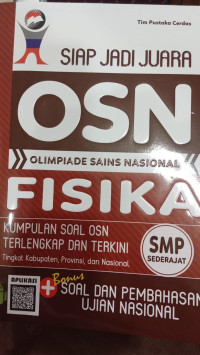 Tim Pustaka Cerdas
SIAP JADI JUARA
OSN
OLIMPIADE SAINS NASIONAL
FISIKA
KUMPULAN SOAL OSN
TERLENGKAP DAN TERKINI
Tingkat Kabupaten, Provinsi, dan Nasional
SMP
SEDERAJAT
APLIKASI
+Bonus
SOAL DAN PEMBAHASAN
UJIAN NASIONAL